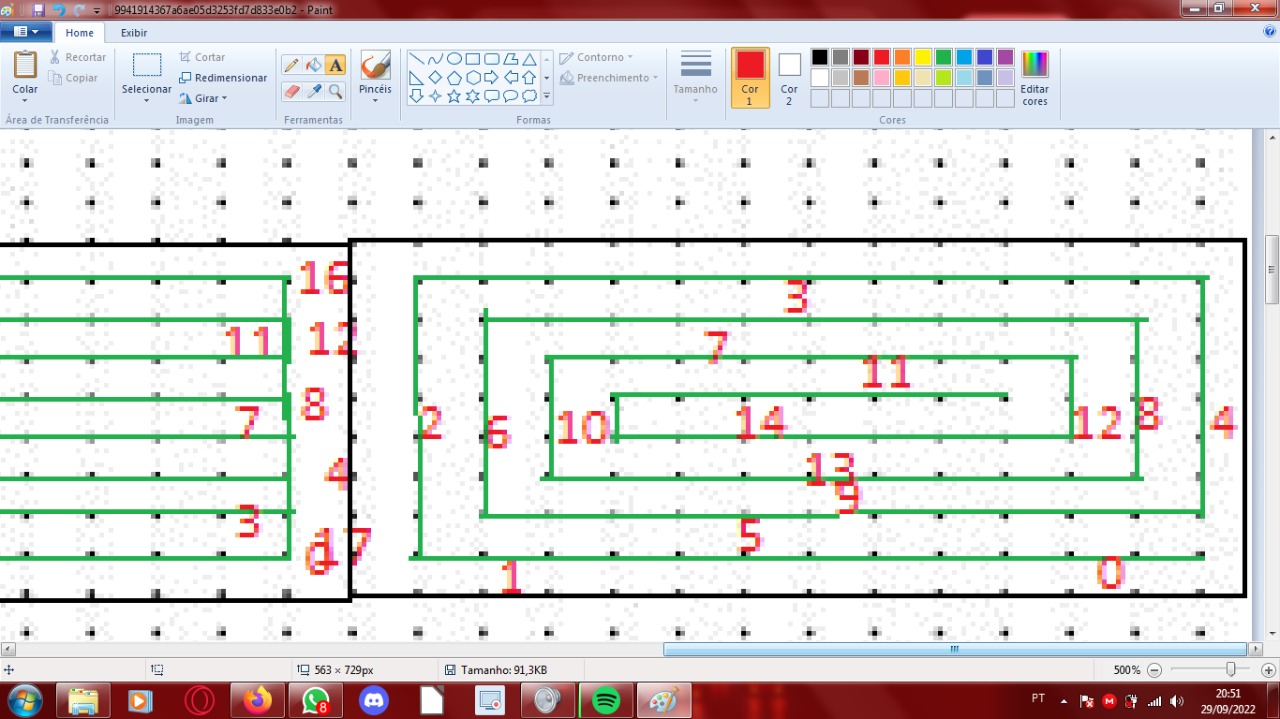 9941914367a6ae05d3253fd7d833e0b2 - Paint
Home Exibir
Colar
Recortar
Copiar
Área de Transferência
Selecionar
Cortar
Redimensionar
Girar
Imagem
Ferramentas
Pincéis
Contorno
Preenchimento
Formas
Tamanho
Cor 1
Cor 2
Editar cores
Cores
16
3
11 12
7
11
8
7
2
6
10
14
12
8
4
4
13
9
3
5
17
0
1
0
563 × 729px
Tamanho: 91,3KB
500%
8
PT
20:51
29/09/2022